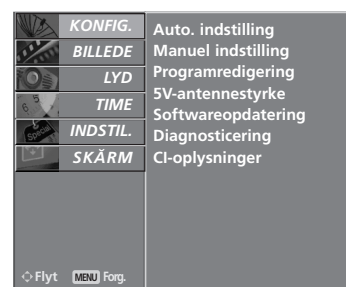 KONFIG.
BILLEDE
LYD
TIME
INDSTIL.
SKÄRM
Auto. indstilling
Manuel indstilling
Programredigering
5V-antennestyrke
Softwareopdatering
Diagnosticering
CI-oplysninger
Flyt MENU Forg.